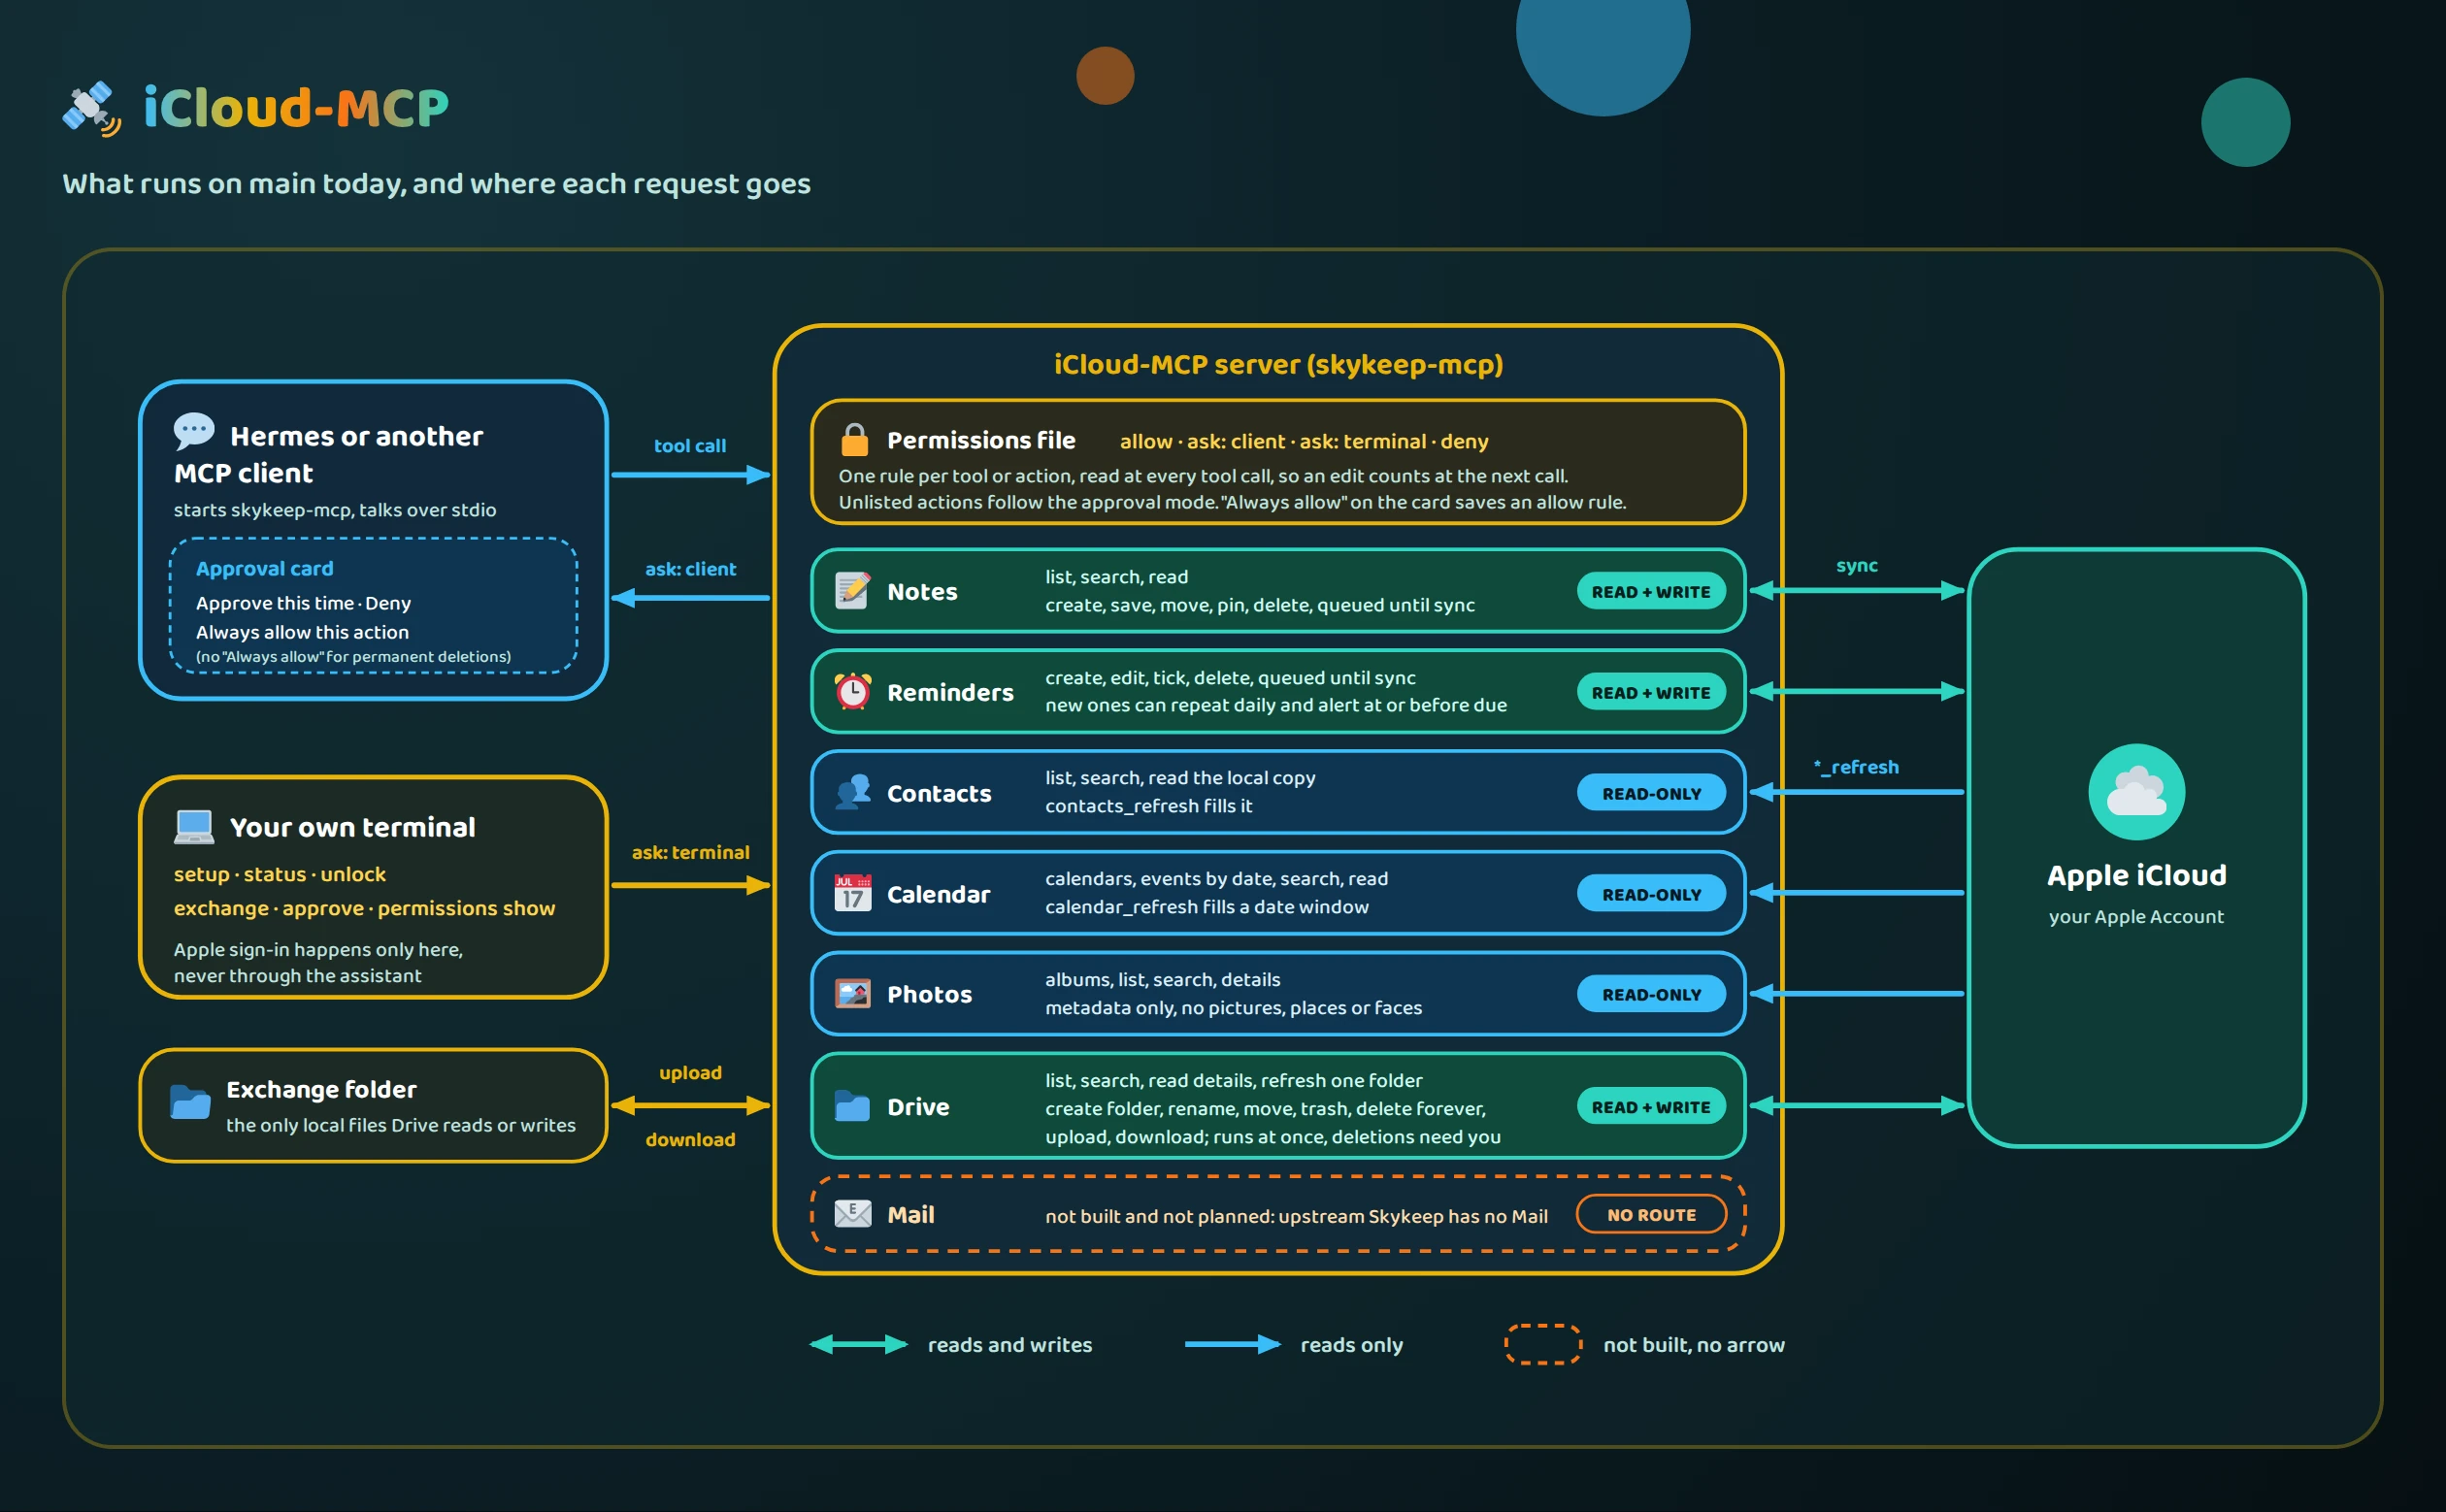 iCloud-MCP
What runs on main today, and where each request goes
Hermes or another
MCP client
starts skykeep-mcp, talks over stdio
Approval card
Approve this time · Deny
Always allow this action
(no "Always allow" for permanent deletions)
tool call
ask: client
Your own terminal
setup · status · unlock
exchange · approve · permissions show
Apple sign-in happens only here,
never through the assistant
ask: terminal
Exchange folder
the only local files Drive reads or writes
upload
download
iCloud-MCP server (skykeep-mcp)
Permissions file
allow · ask: client · ask: terminal · deny
One rule per tool or action, read at every tool call, so an edit counts at the next call.
Unlisted actions follow the approval mode. "Always allow" on the card saves an allow rule.
Notes
list, search, read
create, save, move, pin, delete, queued until sync
READ + WRITE
Reminders
create, edit, tick, delete, queued until sync
new ones can repeat daily and alert at or before due
READ + WRITE
Contacts
list, search, read the local copy
contacts_refresh fills it
READ-ONLY
JUL
17
Calendar
calendars, events by date, search, read
calendar_refresh fills a date window
READ-ONLY
Photos
albums, list, search, details
metadata only, no pictures, places or faces
READ-ONLY
Drive
list, search, read details, refresh one folder
create folder, rename, move, trash, delete forever,
upload, download; runs at once, deletions need you
READ + WRITE
E
Mail
not built and not planned: upstream Skykeep has no Mail
NO ROUTE
sync
*_refresh
Apple iCloud
your Apple Account
reads and writes
reads only
not built, no arrow